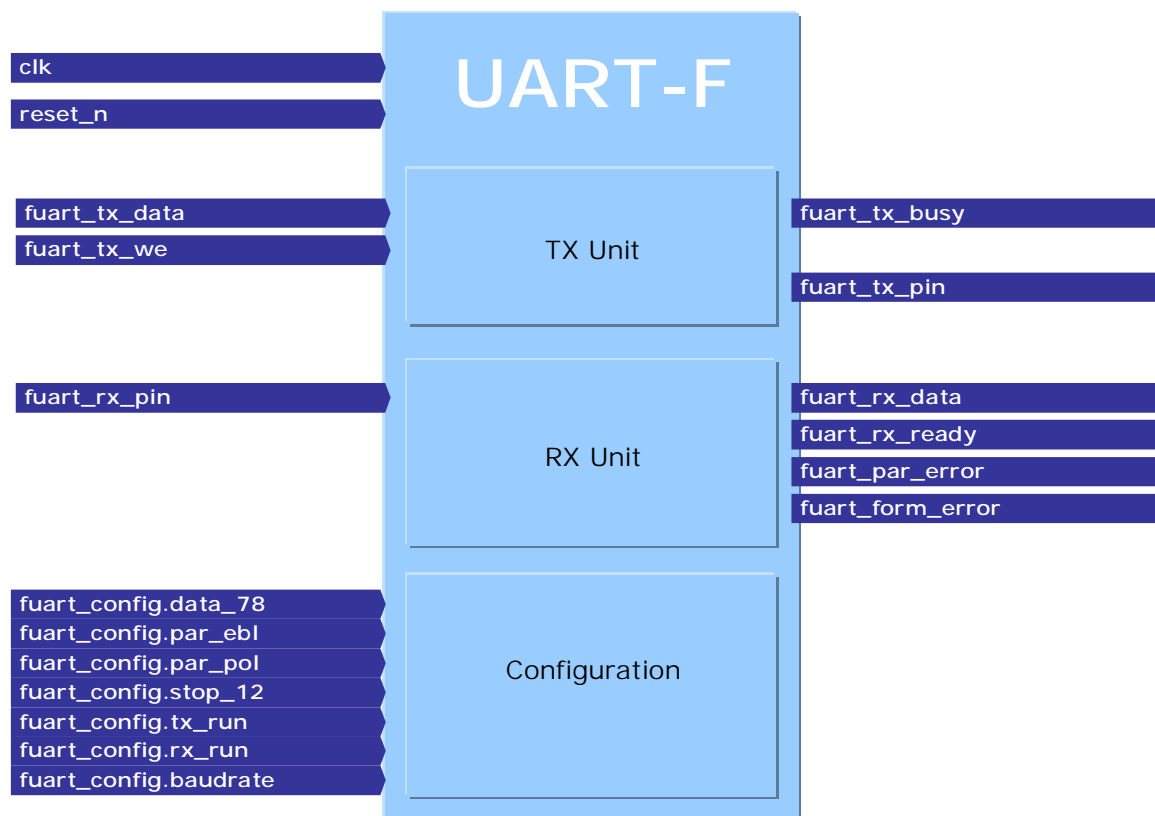 UART-F
clk
reset_n
fuart_tx_data
fuart_tx_we
TX Unit
fuart_tx_busy
fuart_tx_pin
fuart_rx_pin
RX Unit
fuart_rx_data
fuart_rx_ready
fuart_par_error
fuart_form_error
fuart_config.data_78
fuart_config.par_ebl
fuart_config.par_pol
fuart_config.stop_12
fuart_config.tx_run
fuart_config.rx_run
fuart_config.baudrate
Configuration